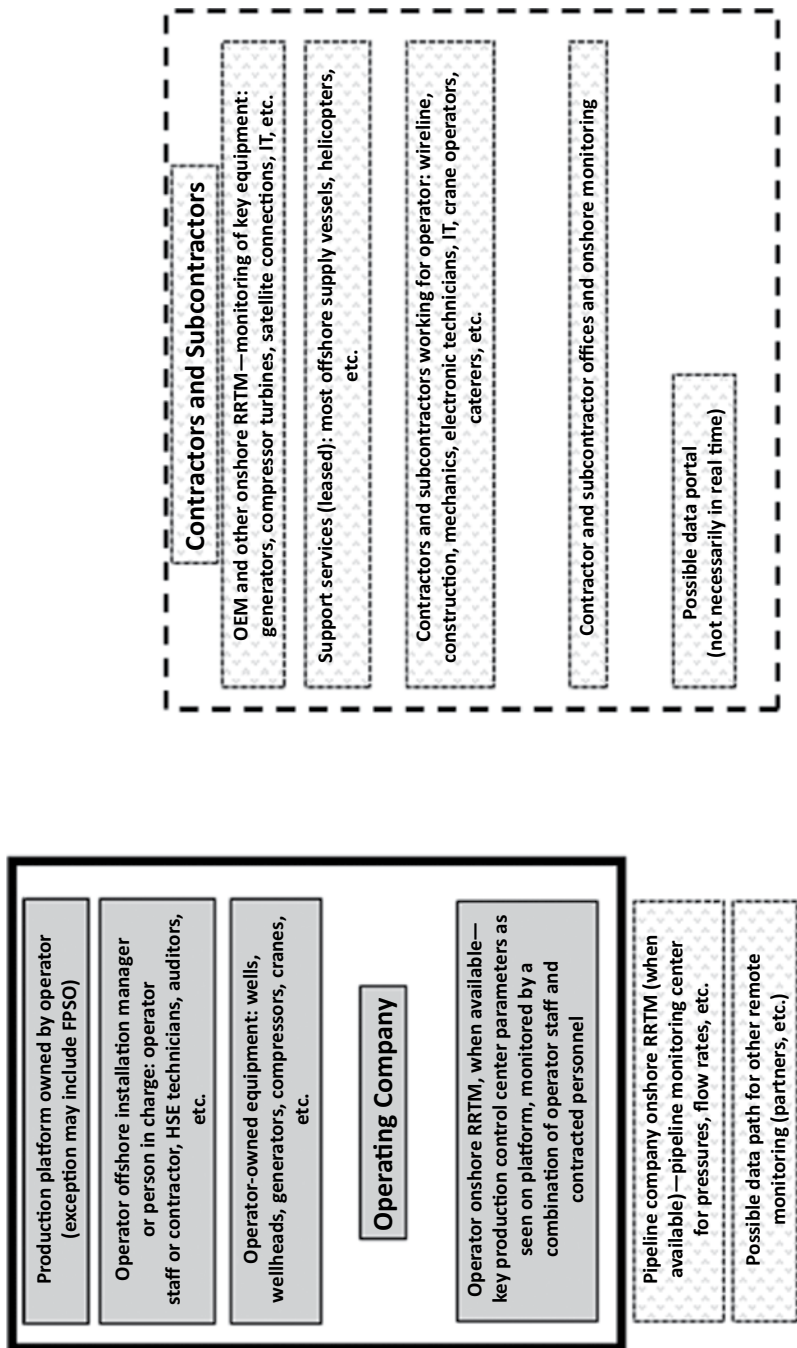 Production platform owned by operator
(exception may include FPSO)
Operator offshore installation manager
or person in charge: operator
staff or contractor, HSE technicians, auditors,
etc.
Operator-owned equipment: wells,
wellheads, generators, compressors, cranes,
etc.
Operating Company
Operator onshore RRTM, when available—
key production control center parameters as
seen on platform, monitored by a
combination of operator staff and
contracted personnel
Pipeline company onshore RRTM (when
available)—pipeline monitoring center
for pressures, flow rates, etc.
Possible data path for other remote
monitoring (partners, etc.)
Contractors and Subcontractors
OEM and other onshore RRTM—monitoring of key equipment:
generators, compressor turbines, satellite connections, IT, etc.
Support services (leased): most offshore supply vessels, helicopters,
etc.
Contractors and subcontractors working for operator: wireline,
construction, mechanics, electronic technicians, IT, crane operators,
caterers, etc.
Contractor and subcontractor offices and onshore monitoring
Possible data portal
(not necessarily in real time)